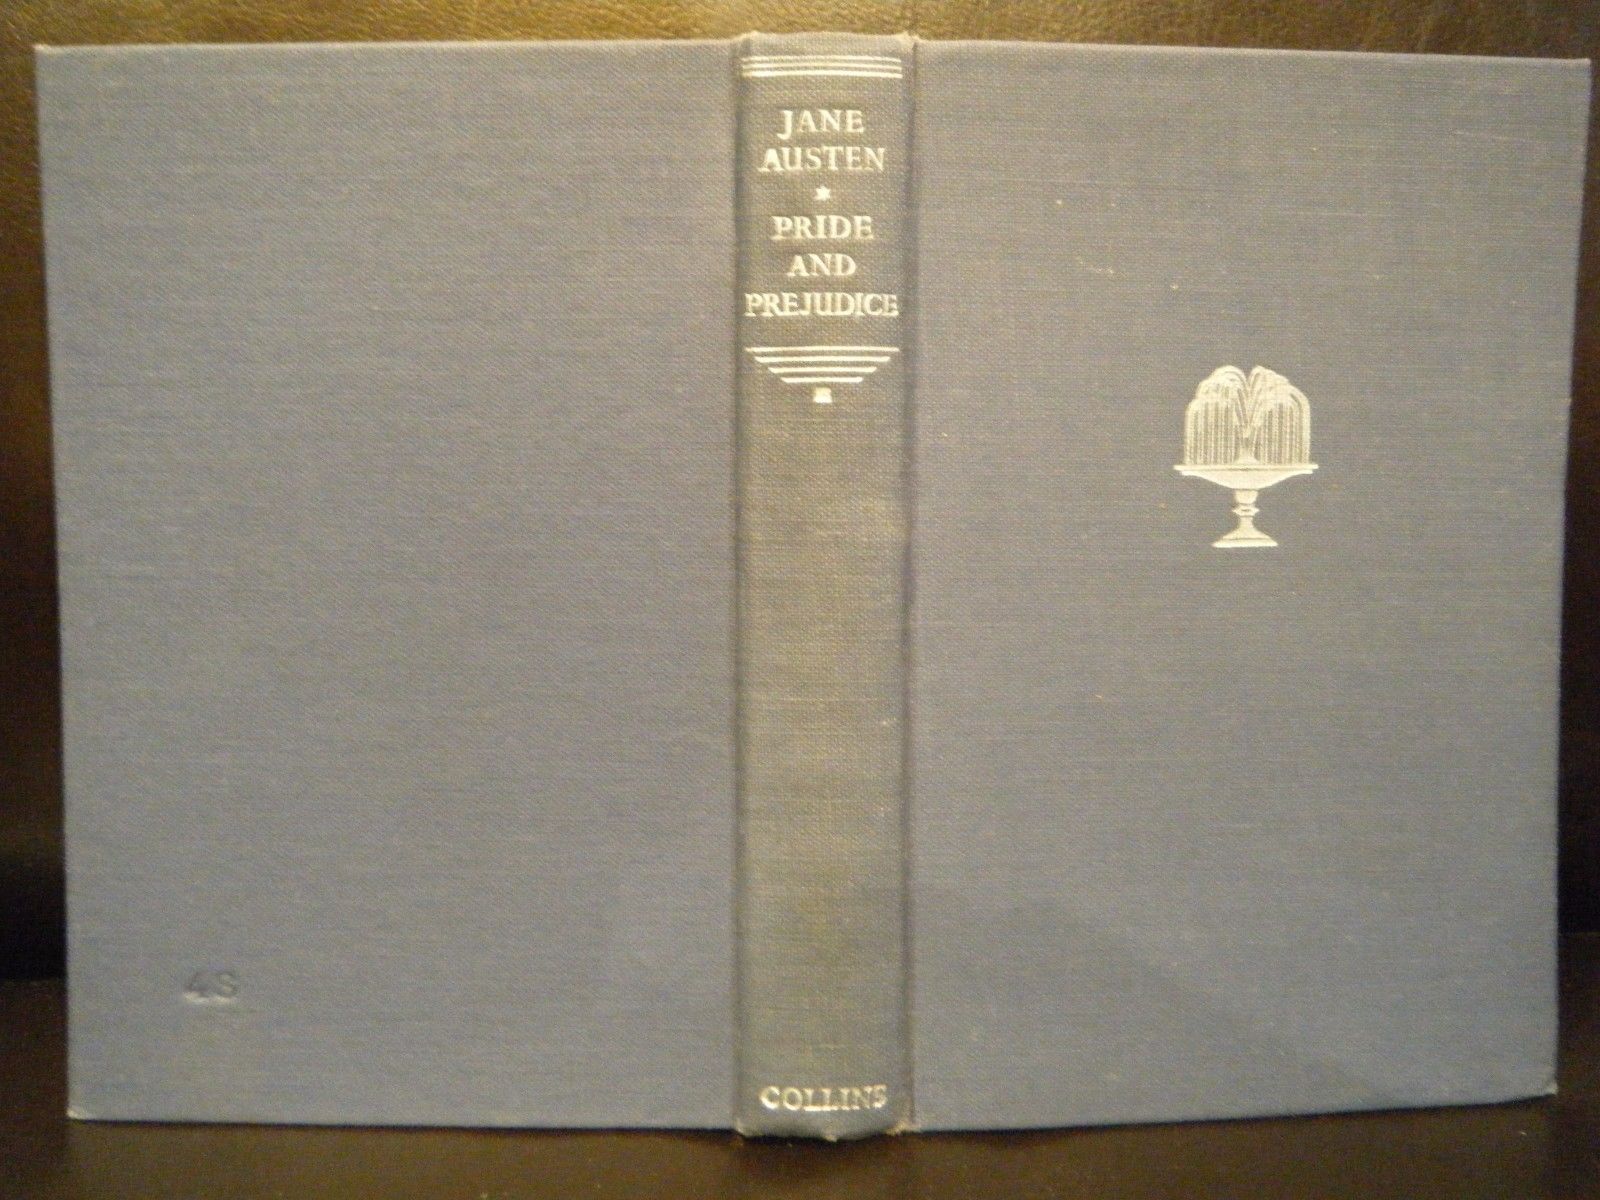 JANE
AUSTEN
*
PRIDE
AND
PREJUDICE
COLLINS
4S